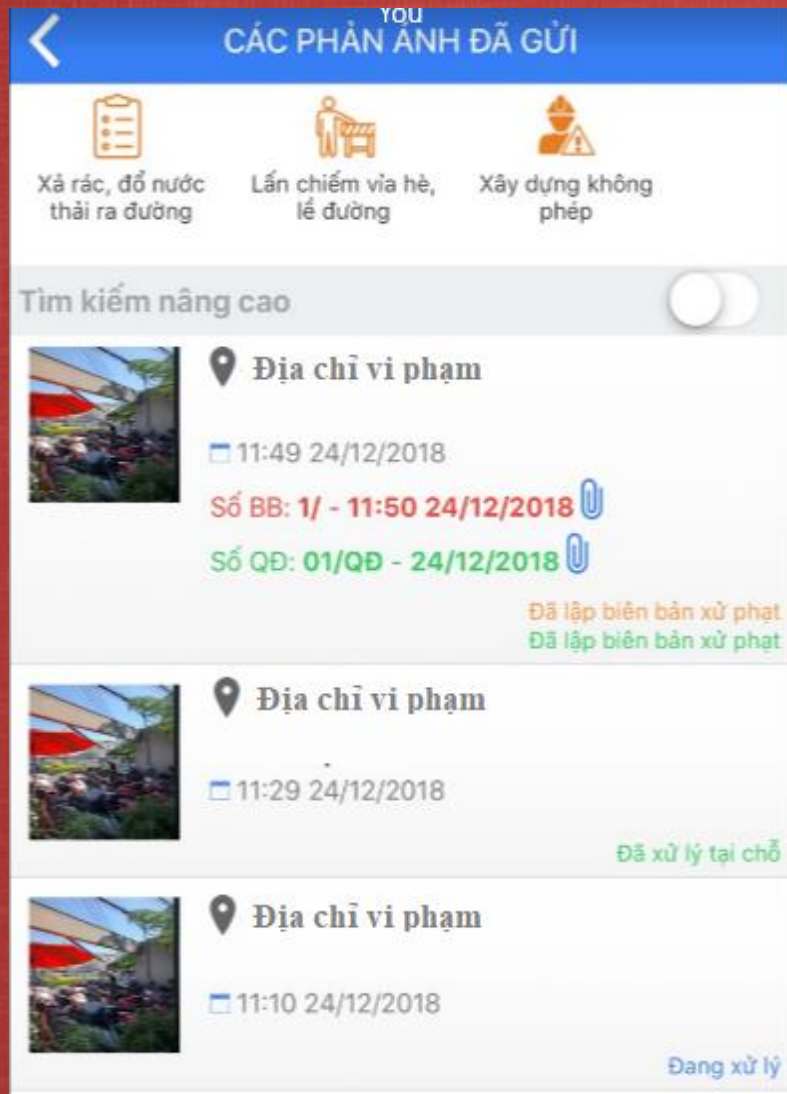 You
CÁC PHẢN ÁNH ĐÃ GỬI
Xả rác, đổ nước
thải ra đường
Lấn chiếm vỉa hè,
lề đường
Xây dựng không
phép
Tìm kiếm nâng cao
Địa chỉ vi phạm
11:49 24/12/2018
Số BB: 1/ - 11:50 24/12/2018
Số QĐ: 01/QĐ - 24/12/2018
Đã lập biên bản xử phạt
Đã lập biên bản xử phạt
Địa chỉ vi phạm
11:29 24/12/2018
Đã xử lý tại chỗ
Địa chỉ vi phạm
11:10 24/12/2018
Đang xử lý